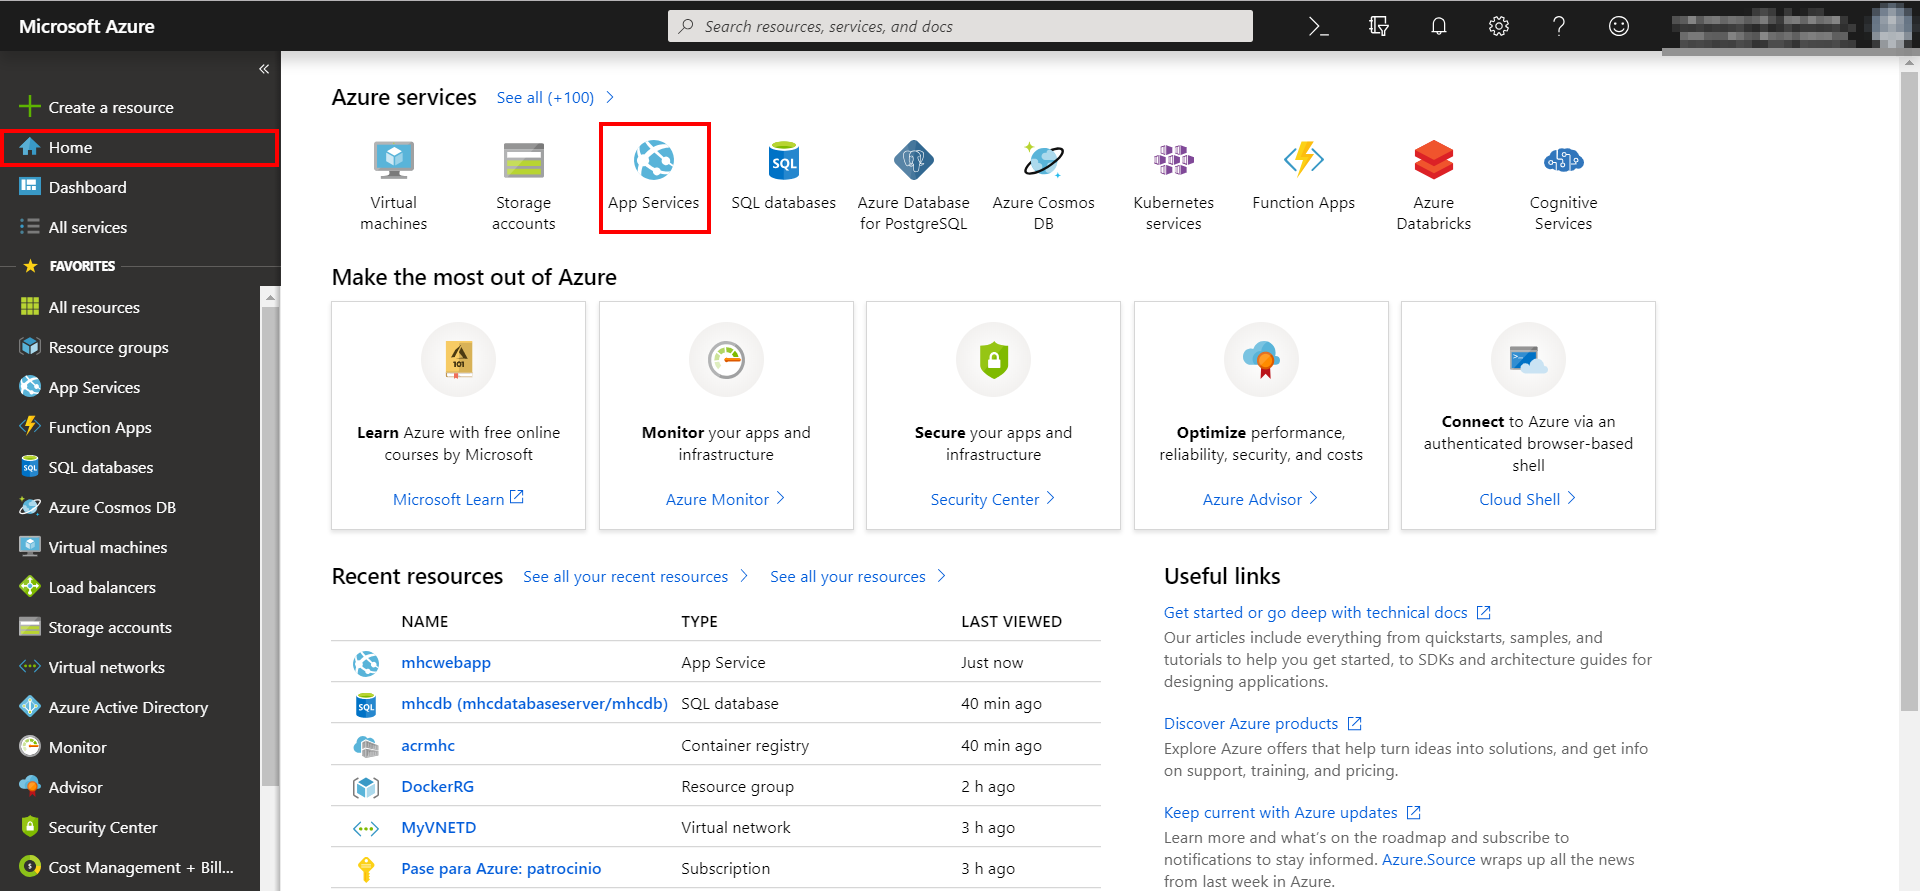 Microsoft Azure
Search resources, services, and docs
Create a resource
Home
Dashboard
All services
FAVORITES
All resources
Resource groups
App Services
Function Apps
SQL databases
Azure Cosmos DB
Virtual machines
Load balancers
Storage accounts
Virtual networks
Azure Active Directory
Monitor
Advisor
Security Center
Cost Management + Bill...
Azure services See all (+100)
Virtual
machines
Storage
accounts
App Services
SQL
SQL databases
Azure Database
for PostgreSQL
Azure Cosmos
DB
Kubernetes
services
Function Apps
Azure
Databricks
Cognitive
Services
Make the most out of Azure
101
Learn Azure with free online
courses by Microsoft
Microsoft Learn
Monitor your apps and
infrastructure
Azure Monitor
Secure your apps and
infrastructure
Security Center
Optimize performance,
reliability, security, and costs
Azure Advisor
Connect to Azure via an
authenticated browser-based
shell
Cloud Shell
Recent resources See all your recent resources See all your resources
NAME TYPE LAST VIEWED
mhcwebapp App Service Just now
mhcdb (mhcdatabaseserver/mhcdb) SQL database 40 min ago
acrmhc Container registry 40 min ago
DockerRG Resource group 2 h ago
MyVNETD Virtual network 3 h ago
Pase para Azure: patrocinio Subscription 3 h ago
Useful links
Get started or go deep with technical docs
Our articles include everything from quickstarts, samples, and
tutorials to help you get started, to SDKs and architecture guides for
designing applications.
Discover Azure products
Explore Azure offers that help turn ideas into solutions, and get info
on support, training, and pricing.
Keep current with Azure updates
Learn more and what's on the roadmap and subscribe to
notifications to stay informed. Azure.Source wraps up all the news
from last week in Azure.